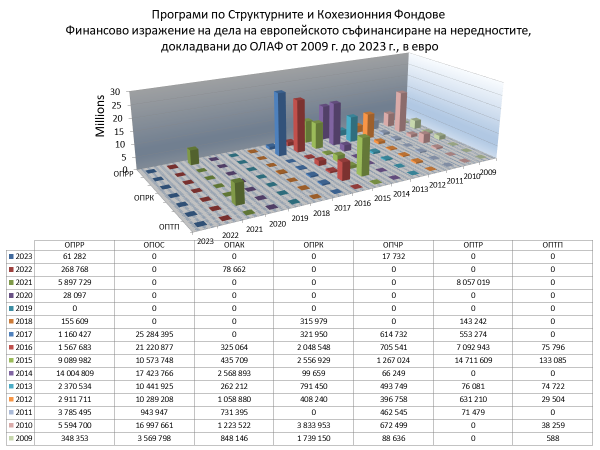 Програми по Структурните и Кохезионния Фондове
Финансово изражение на дела на европейското съфинансиране на нередностите,
докладвани до ОЛАФ от 2009 г. до 2023 г., в евро
Millions
30
25
20
15
10
5
0
ОПРР
ОПРК
ОПТП
2023
2022
2021
2020
2019
2018
2017
2016
2015
2014
2013
2012
2011
2010
2009
ОПРР ОПОС ОПАК ОПРК ОПЧР ОПТР ОПТП
2023 61 282 0 0 0 17 732 0 0
2022 268 768 0 78 662 0 0 0 0
2021 5 897 729 0 0 0 0 8 057 019 0
2020 28 097 0 0 0 0 0 0
2019 0 0 0 0 0 0 0
2018 155 609 0 0 315 979 0 143 242 0
2017 1 160 427 25 284 395 0 321 950 614 732 553 274 0
2016 1 567 683 21 220 877 325 064 2 048 548 705 541 7 092 943 75 796
2015 9 089 982 10 573 748 435 709 2 556 929 1 267 024 14 711 609 133 085
2014 14 004 809 17 423 766 2 568 893 99 659 66 249 0 0
2013 2 370 534 10 441 925 262 212 791 450 493 749 76 081 74 722
2012 2 911 711 10 289 208 1 058 880 408 240 396 758 631 210 29 504
2011 3 785 495 943 947 731 395 0 462 545 71 479 0
2010 5 594 700 16 997 661 1 223 522 3 833 953 672 499 0 38 259
2009 348 353 3 569 798 848 146 1 739 150 88 636 0 588